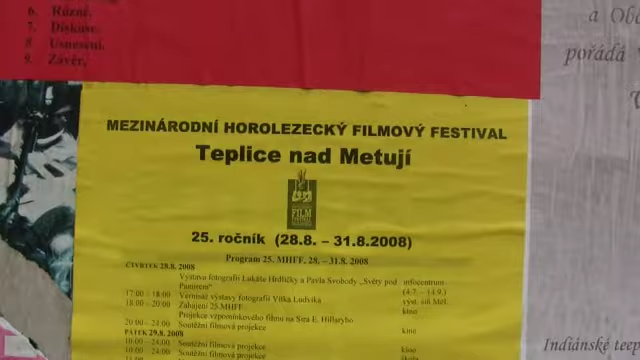 6. Různé.
7. Diskuse.
8. Usnesení.
9. Závěr.
a Obč
pořádá
MEZINÁRODNÍ HOROLEZECKÝ FILMOVÝ FESTIVAL
Teplice nad Metují
FILM
25. ročník (28.8. – 31.8.2008)
Program 25. MHFF, 28. – 31.8. 2008
ČTVRTEK 28.8. 2008
Výstava fotografií Lukáše Hrdličky a Pavla Svobody „Světy pod Pamírem“ infocentrum
(4.7. – 14.9.)
17:00 – 18:00 Vernisáž výstavy fotografií Vítka Ludvíka výst. síň MěÚ
18:00 – 20:00 Zahájení 25.MHFF kino
Projekce vzpomínkového filmu na Sira E. Hillaryho
20:00 – 24:00 Soutěžní filmová projekce kino
PÁTEK 29.8. 2008
10:00 – 24:00 Soutěžní filmová projekce kino
10:00 – 24:00 Soutěžní filmová projekce
Indiánské teep